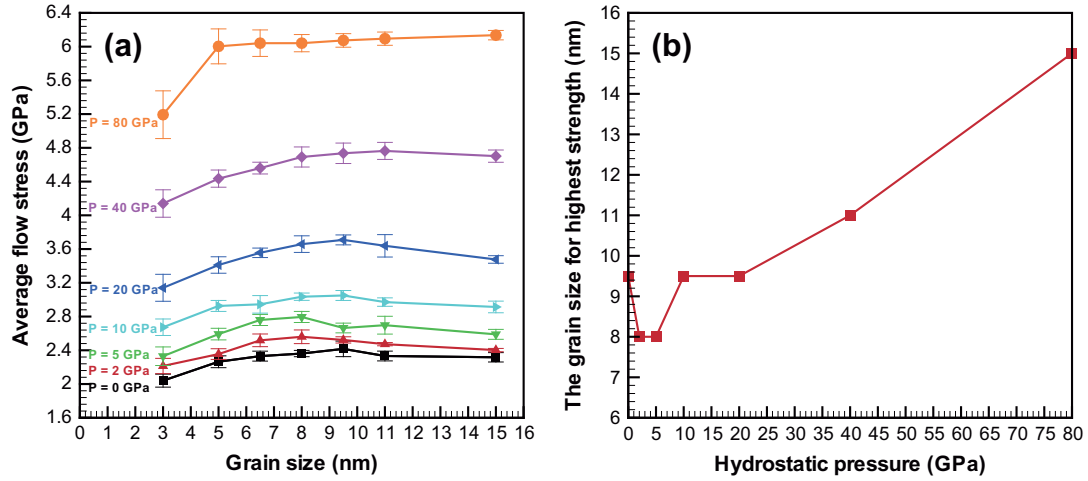 (a)
6.4
6
5.6
5.2
4.8
4.4
4
3.6
3.2
2.8
2.4
2
1.6
Average flow stress (GPa)
P = 80 GPa
P = 40 GPa
P = 20 GPa
P = 10 GPa
P = 5 GPa
P = 2 GPa
P = 0 GPa
0 1 2 3 4 5 6 7 8 9 10 11 12 13 14 15 16
Grain size (nm)
(b)
16
15
14
13
12
11
10
9
8
7
6
The grain size for highest strength (nm)
0 5 10 15 20 25 30 35 40 45 50 55 60 65 70 75 80
Hydrostatic pressure (GPa)